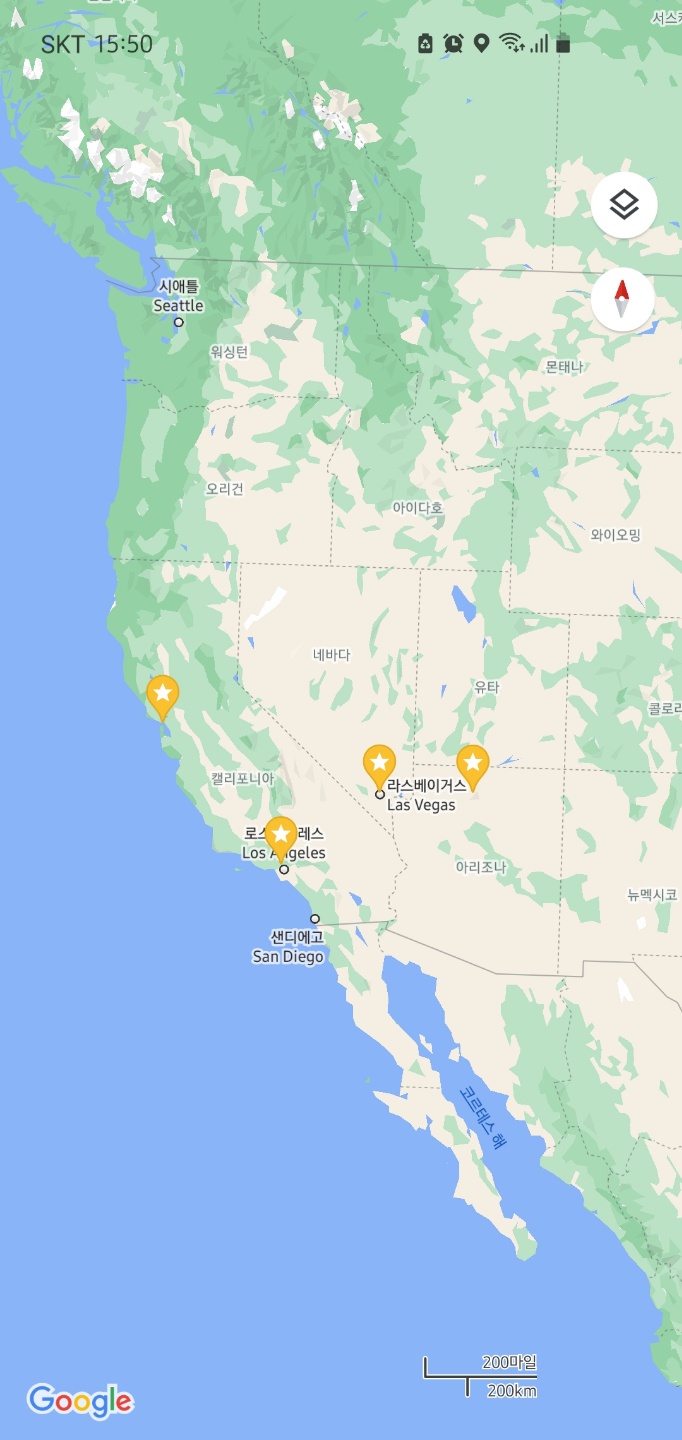 SKT 15:50
서스캐
시애틀
Seattle
워싱턴
몬태나
오리건
아이다호
와이오밍
네바다
유타
콜로라
캘리포니아
라스베이거스
Las Vegas
로스 레스
Los Angeles
아리조나
뉴멕시코
샌디에고
San Diego
코르테스 해
200마일
200km
Google